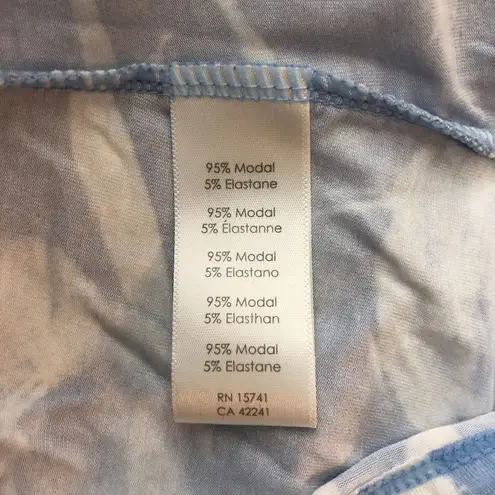 95% Modal
5% Elastane
95% Modal
5% Élastanne
95% Modal
5% Elastano
95% Modal
5% Elasthan
95% Modal
5% Elastane
RN 15741
CA 42241